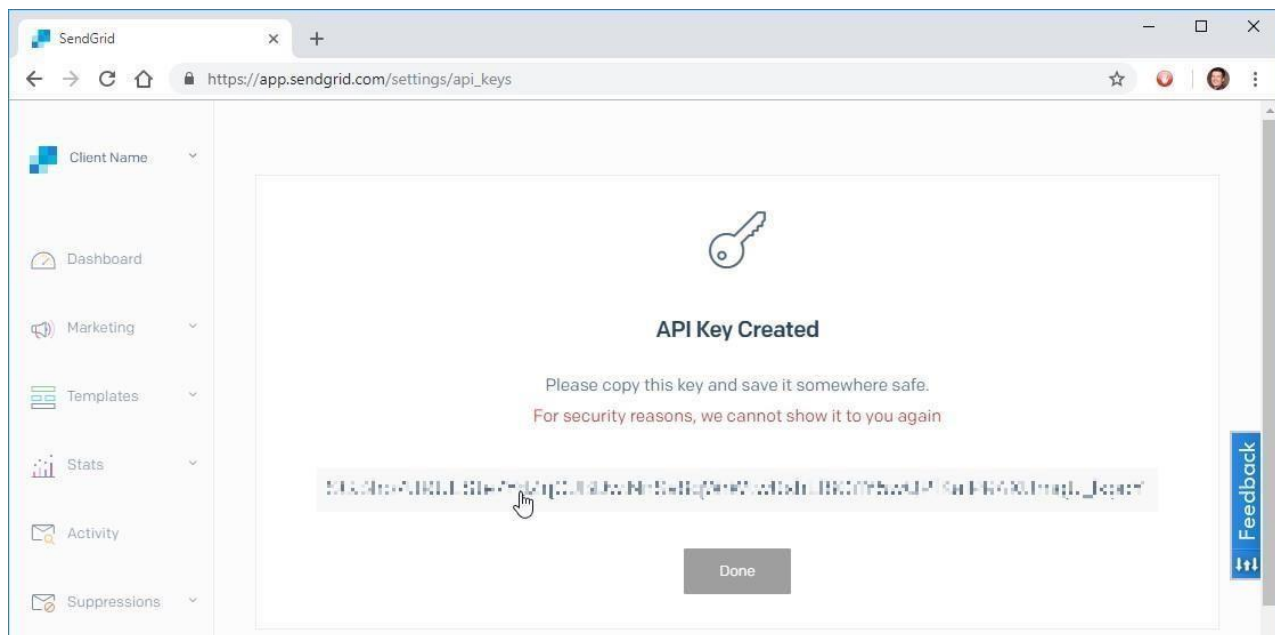 SendGrid
https://app.sendgrid.com/settings/api_keys
Client Name
Dashboard
Marketing
Templates
Stats
Activity
Suppressions
API Key Created
Please copy this key and save it somewhere safe.
For security reasons, we cannot show it to you again
Done
Feedback